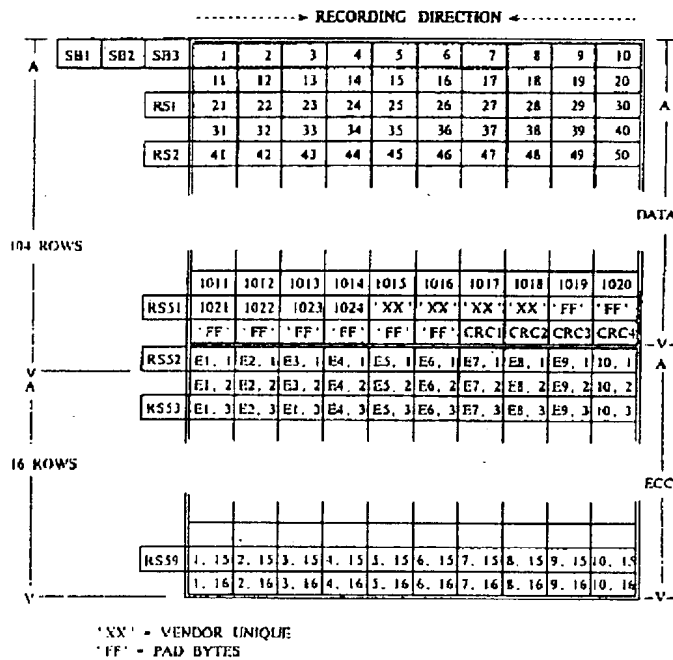 RECORDING DIRECTION
A SB1 SB2 SB3 1 2 3 4 5 6 7 8 9 10
11 12 13 14 15 16 17 18 19 20
RS1 21 22 23 24 25 26 27 28 29 30 A
31 32 33 34 35 36 37 38 39 40
RS2 41 42 43 44 45 46 47 48 49 50
DATA
104 ROWS
1011 1012 1013 1014 1015 1016 1017 1018 1019 1020
RS51 1021 1022 1023 1024 'XX' 'XX' 'XX' 'XX' 'FF' 'FF'
'FF' 'FF' 'FF' 'FF' 'FF' 'FF' CRC1 CRC2 CRC3 CRC4 V
V RS52 E1, 1 E2, 1 E3, 1 E4, 1 E5, 1 E6, 1 E7, 1 E8, 1 E9, 1 10, 1 A
A E1, 2 E2, 2 E3, 2 E4, 2 E5, 2 E6, 2 E7, 2 E8, 2 E9, 2 10, 2
RS53 E1, 3 E2, 3 E1, 3 E4, 3 E5, 3 E6, 3 E7, 3 E8, 3 E9, 3 10, 3
16 ROWS
ECC
RS59 1, 15 2, 15 3, 15 4, 15 5, 15 6, 15 7, 15 8, 15 9, 15 10, 15
V 1, 16 2, 16 3, 16 4, 16 5, 16 6, 16 7, 16 8, 16 9, 16 10, 16 V
'XX' = VENDOR UNIQUE
'FF' = PAD BYTES